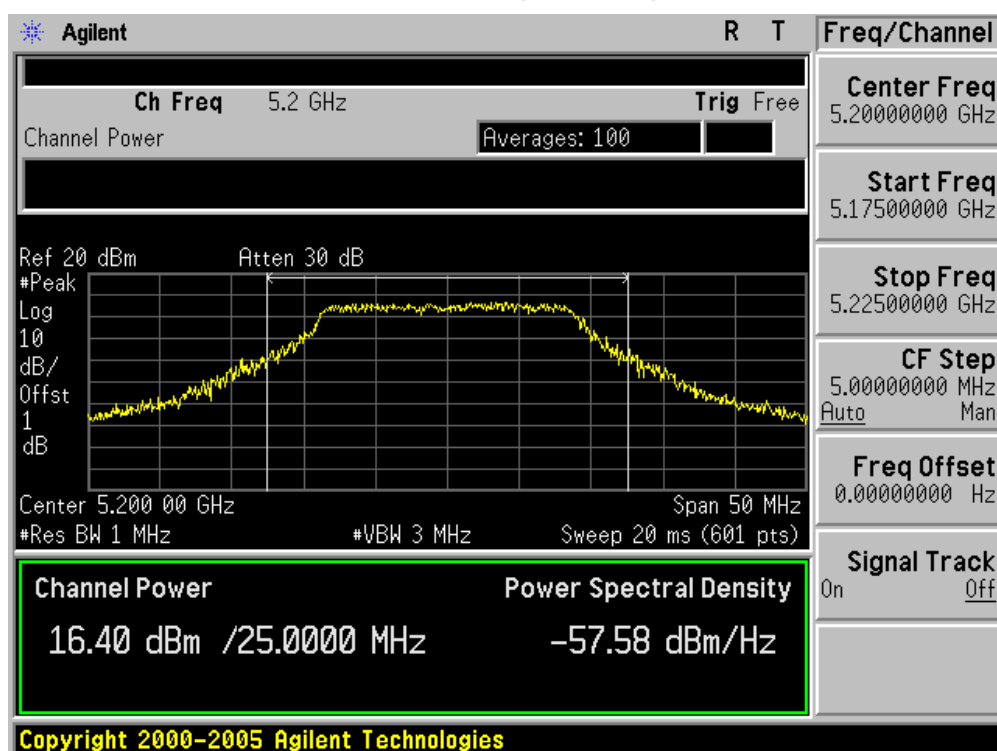 Agilent R T
Ch Freq 5.2 GHz Trig Free
Channel Power Averages: 100
Ref 20 dBm Atten 30 dB
#Peak
Log
10
dB/
Offst
1
dB
Center 5.200 00 GHz Span 50 MHz
#Res BW 1 MHz #VBW 3 MHz Sweep 20 ms (601 pts)
Channel Power Power Spectral Density
16.40 dBm /25.0000 MHz -57.58 dBm/Hz
Copyright 2000-2005 Agilent Technologies
Freq/Channel
Center Freq
5.20000000 GHz
Start Freq
5.17500000 GHz
Stop Freq
5.22500000 GHz
CF Step
5.00000000 MHz
Auto Man
Freq Offset
0.00000000 Hz
Signal Track
On Off